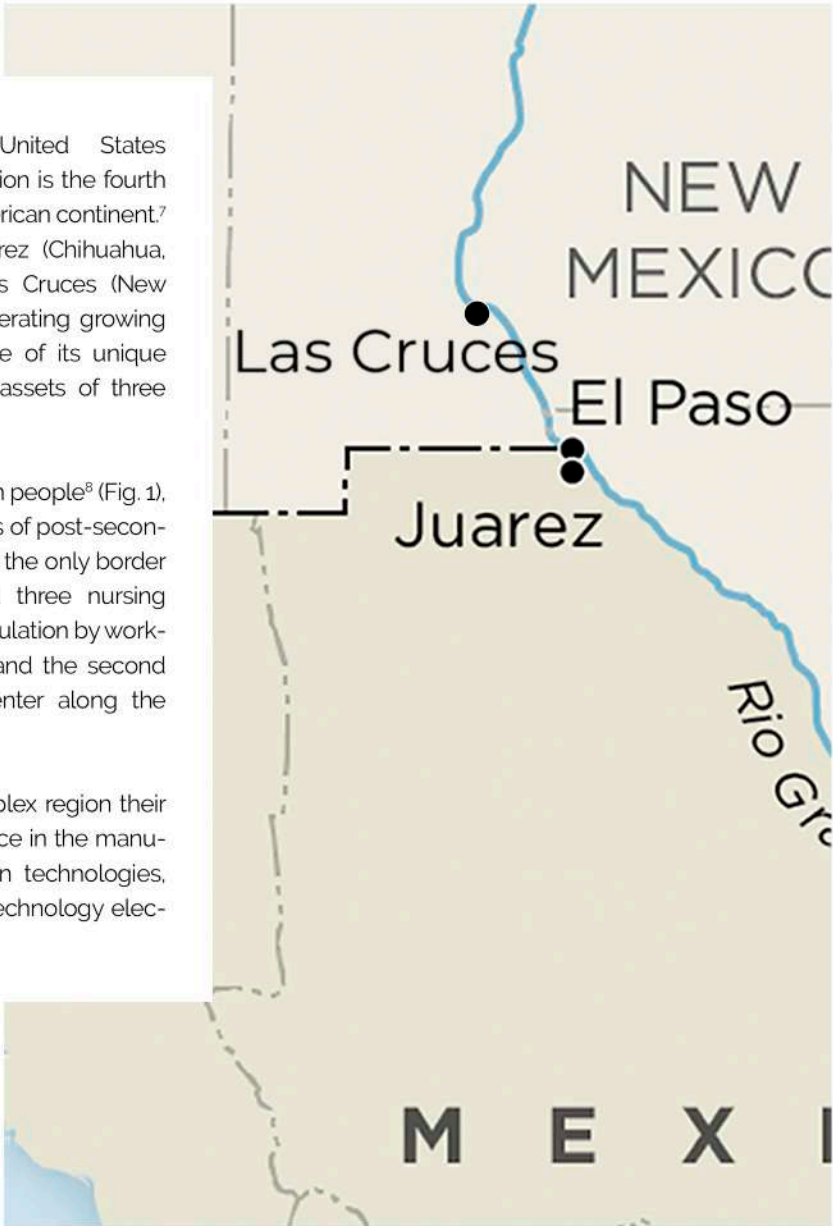 United States
ion is the fourth
rican continent.⁷
rez (Chihuahua,
s Cruces (New
erating growing
e of its unique
assets of three
n people⁸ (Fig. 1),
s of post-secon-
the only border
three nursing
ulation by work-
and the second
enter along the
plex region their
ce in the manu-
n technologies,
echnology elec-
NEW
MEXICO
Las Cruces
El Paso
Juarez
Rio Gra
M E X I